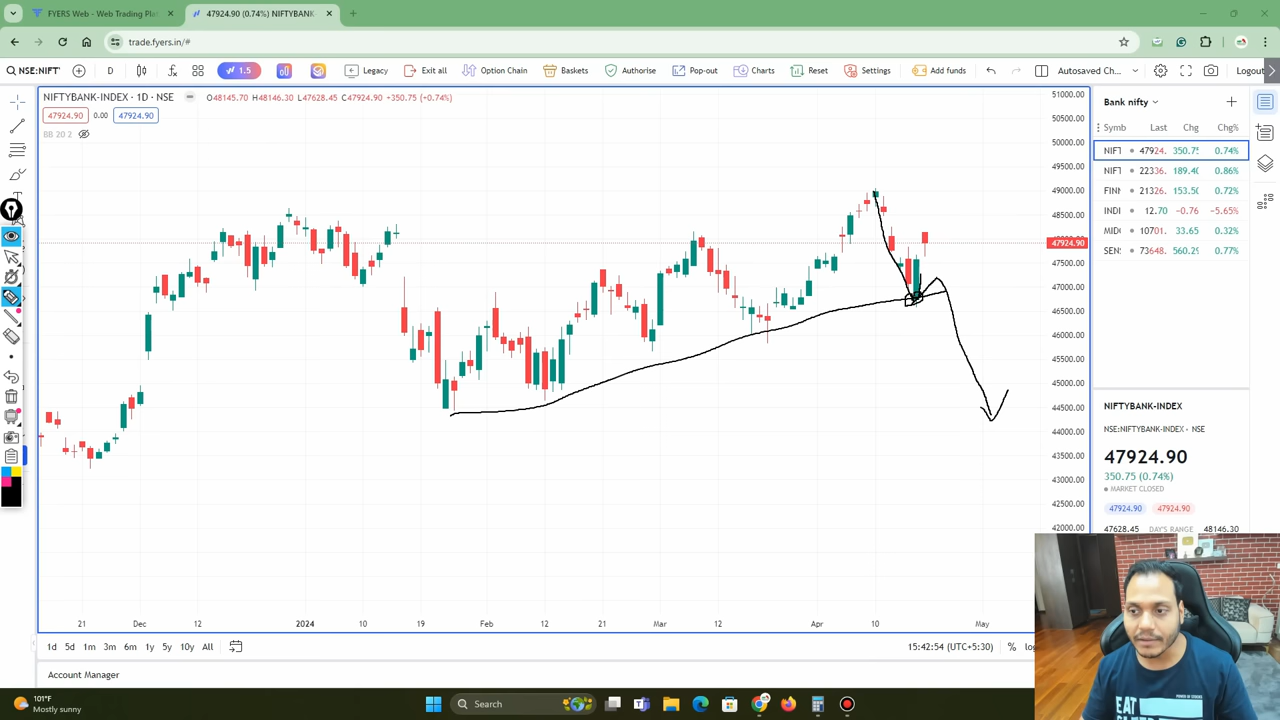 FYERS Web - Web Trading Pla
47924.90 (0.74%) NIFTYBANK
trade.fyers.in/#
NSE:NIFT
D
1.5
Legacy
Exit all
Option Chain
Baskets
Authorise
Pop-out
Charts
Reset
Settings
Add funds
Autosaved Ch...
Logout
NIFTYBANK-INDEX · 1D · NSE
O48145.70 H48146.30 L47628.45 C47924.90 +350.75 (+0.74%)
47924.90 0.00 47924.90
BB 20 2
51000.00
50500.00
50000.00
49500.00
49000.00
48500.00
47924.90
47500.00
47000.00
46500.00
46000.00
45500.00
45000.00
44500.00
44000.00
43500.00
43000.00
42500.00
42000.00
21 Dec 12 2024 10 19 Feb 12 21 Mar 12 Apr 10 May
1d 5d 1m 3m 6m 1y 5y 10y All
15:42:54 (UTC+5:30) % log
Account Manager
Bank nifty
Symb Last Chg Chg%
NIFT 47924. 350.75 0.74%
NIFT 22336. 189.40 0.86%
FINN 21326. 153.50 0.72%
INDI 12.70 −0.76 −5.65%
MIDC 10701. 33.65 0.32%
SEN 73648. 560.29 0.77%
NIFTYBANK-INDEX
NSE:NIFTYBANK-INDEX · NSE
47924.90
350.75 (0.74%)
MARKET CLOSED
47924.90 47924.90
47628.45 DAY'S RANGE 48146.30
EAT
SLEEP
101°F
Mostly sunny
Search